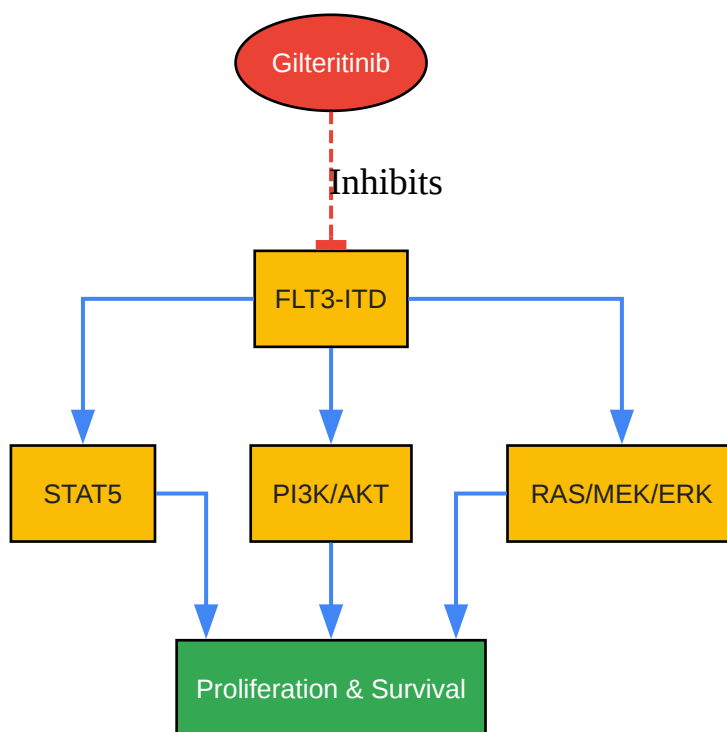 Gilteritinib
Inhibits
FLT3-ITD
STAT5
PI3K/AKT
RAS/MEK/ERK
Proliferation & Survival